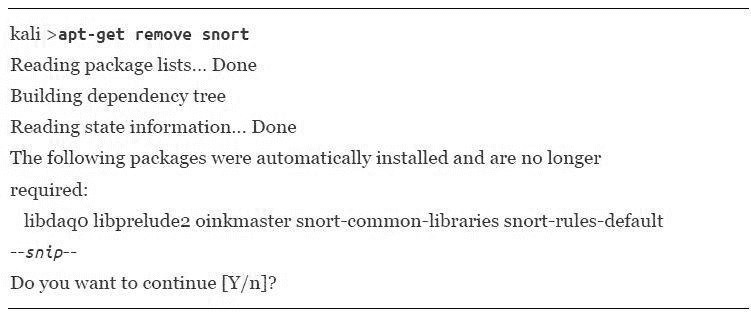 kali >apt-get remove snort
Reading package lists... Done
Building dependency tree
Reading state information... Done
The following packages were automatically installed and are no longer
required:
libdaq0 libprelude2 oinkmaster snort-common-libraries snort-rules-default
--snip--
Do you want to continue [Y/n]?